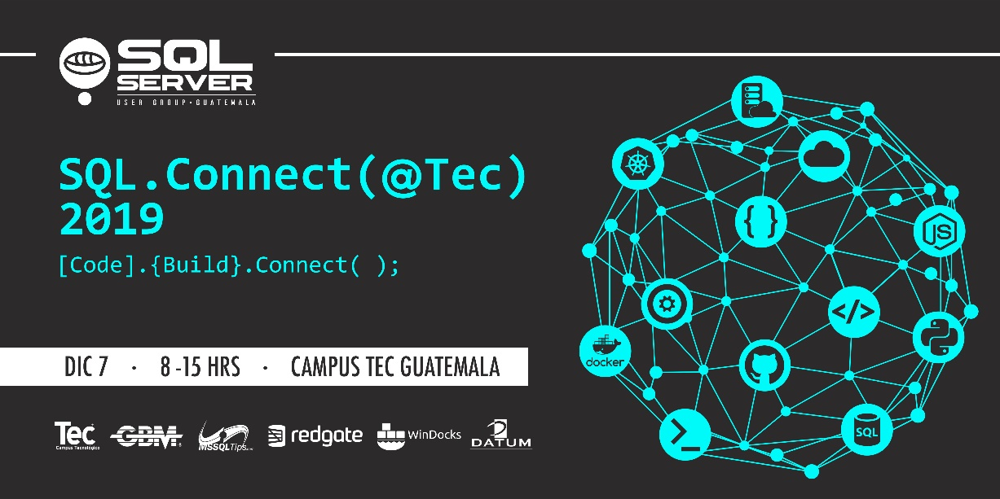 SQL
SERVER
USER GROUP • GUATEMALA
SQL.Connect(@Tec)
2019
[Code].{Build}.Connect( );
DIC 7 · 8 -15 HRS · CAMPUS TEC GUATEMALA
Tec
Campus Tecnológico
GBM®
MSSQLTips.com
redgate
WinDocks
DATUM
{ }
JS
</>
docker
SQL